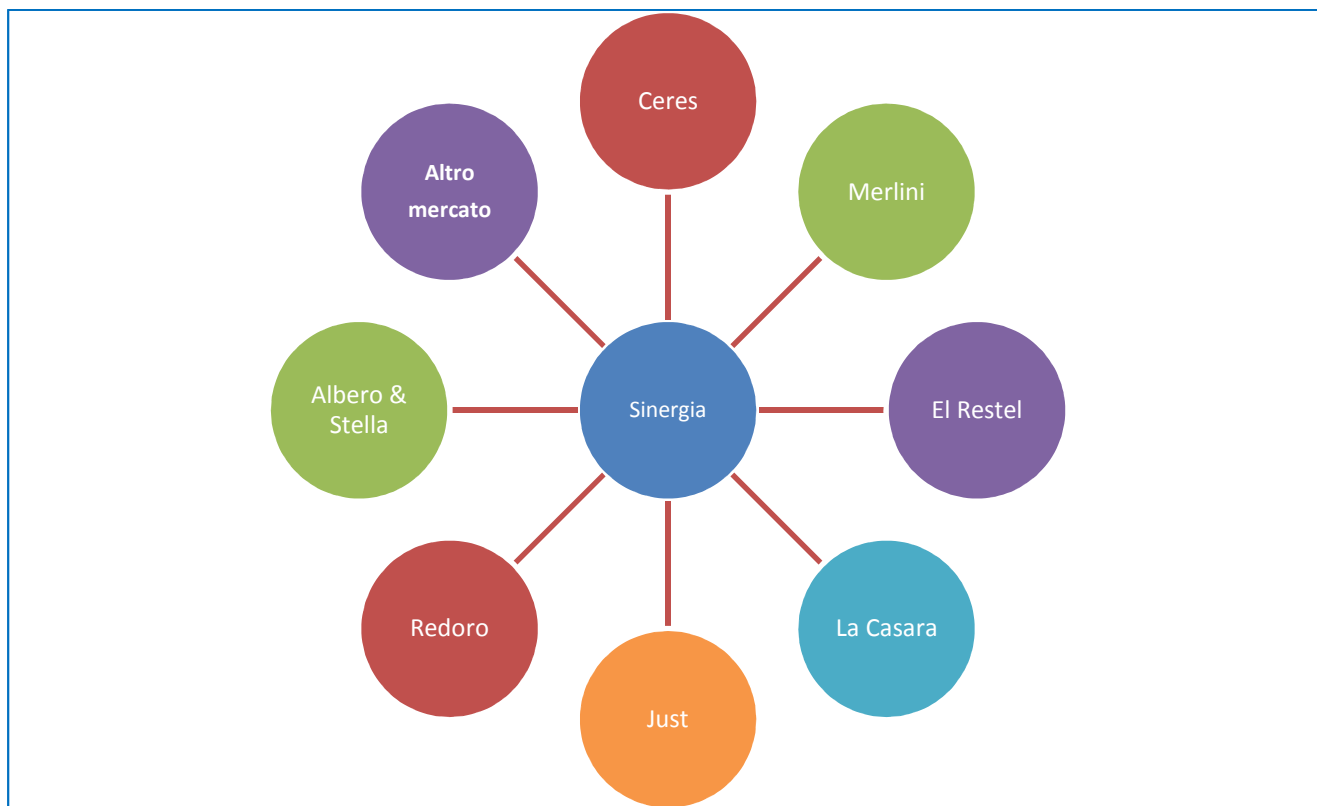 Ceres
Altro
mercato
Merlini
Albero &
Stella
Sinergia
El Restel
Redoro
La Casara
Just